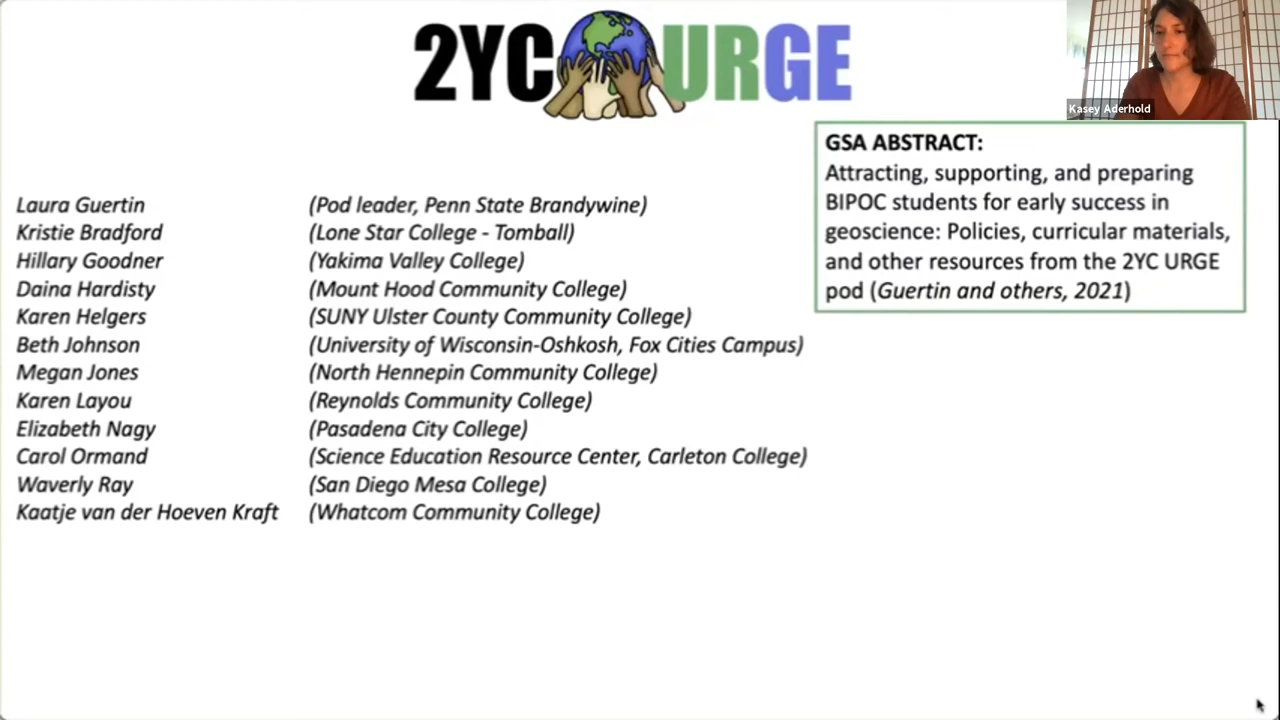 2YC URGE
Kasey Aderhold
GSA ABSTRACT:
Attracting, supporting, and preparing
BIPOC students for early success in
geoscience: Policies, curricular materials,
and other resources from the 2YC URGE
pod (Guertin and others, 2021)
Laura Guertin (Pod leader, Penn State Brandywine)
Kristie Bradford (Lone Star College - Tomball)
Hillary Goodner (Yakima Valley College)
Daina Hardisty (Mount Hood Community College)
Karen Helgers (SUNY Ulster County Community College)
Beth Johnson (University of Wisconsin-Oshkosh, Fox Cities Campus)
Megan Jones (North Hennepin Community College)
Karen Layou (Reynolds Community College)
Elizabeth Nagy (Pasadena City College)
Carol Ormand (Science Education Resource Center, Carleton College)
Waverly Ray (San Diego Mesa College)
Kaatje van der Hoeven Kraft (Whatcom Community College)